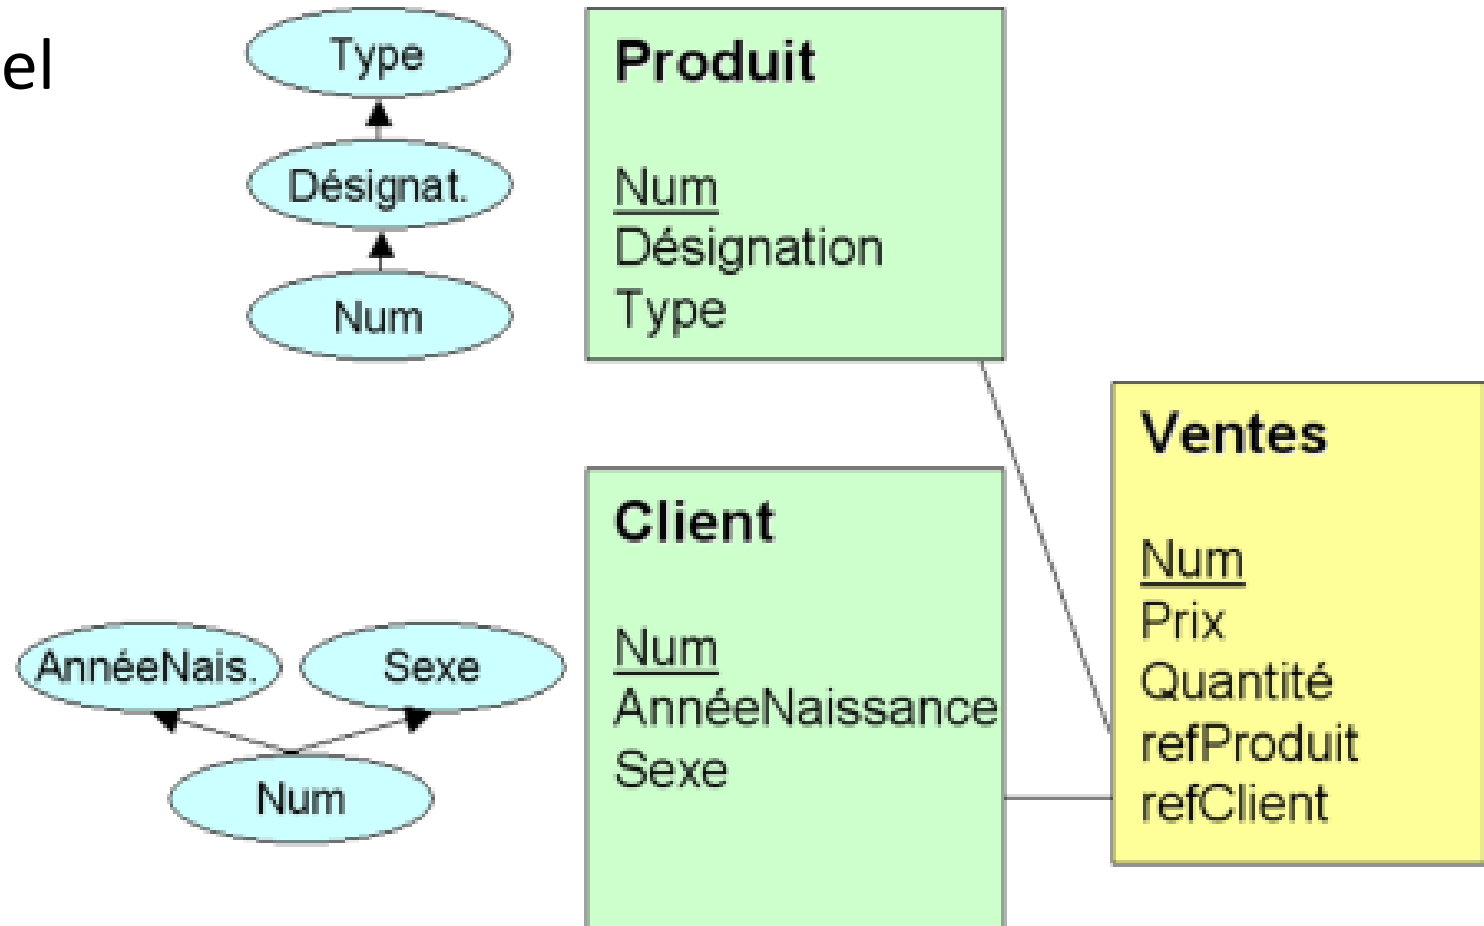 el
Type
Désignat.
Num
Produit
Num
Désignation
Type
AnnéeNais.
Sexe
Num
Client
Num
AnnéeNaissance
Sexe
Ventes
Num
Prix
Quantité
refProduit
refClient